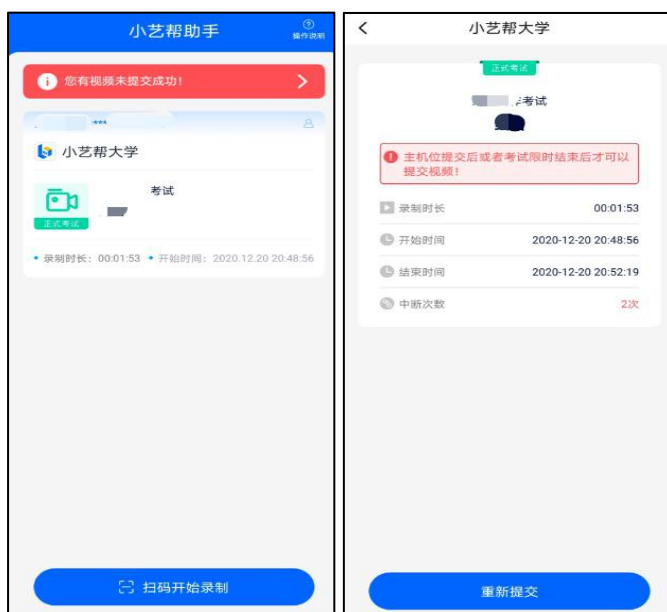 小艺帮助手
操作说明
您有视频未提交成功!
***
小艺帮大学
考试
正式考试
• 录制时长：00:01:53 • 开始时间：2020.12.20 20:48:56
扫码开始录制
小艺帮大学
正式考试
考试
主机位提交后或者考试限时结束后才可以
提交视频!
录制时长 00:01:53
开始时间 2020-12-20 20:48:56
结束时间 2020-12-20 20:52:19
中断次数 2次
重新提交